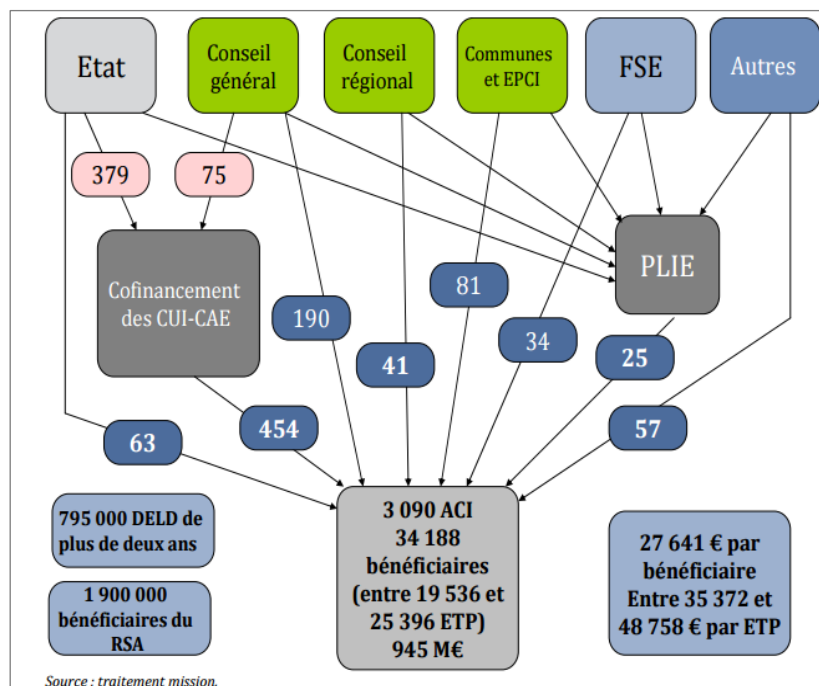 Etat
Conseil
général
Conseil
régional
Communes
et EPCI
FSE
Autres
379
75
Cofinancement
des CUI-CAE
PLIE
190
81
34
41
25
63
454
57
795 000 DELD de
plus de deux ans
1 900 000
bénéficiaires du
RSA
3 090 ACI
34 188
bénéficiaires
(entre 19 536 et
25 396 ETP)
945 M€
27 641 € par
bénéficiaire
Entre 35 372 et
48 758 € par ETP
Source : traitement mission.